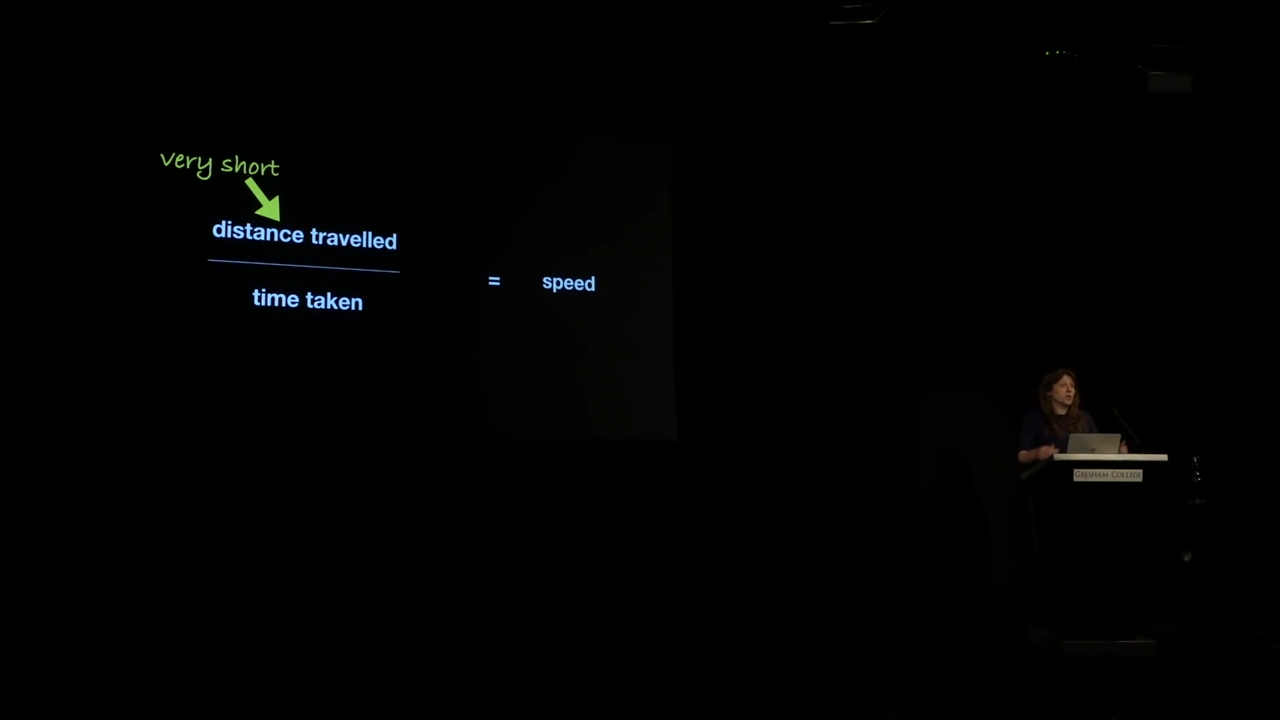 very short
distance travelled
time taken
=
speed
GRESHAM COLLEGE